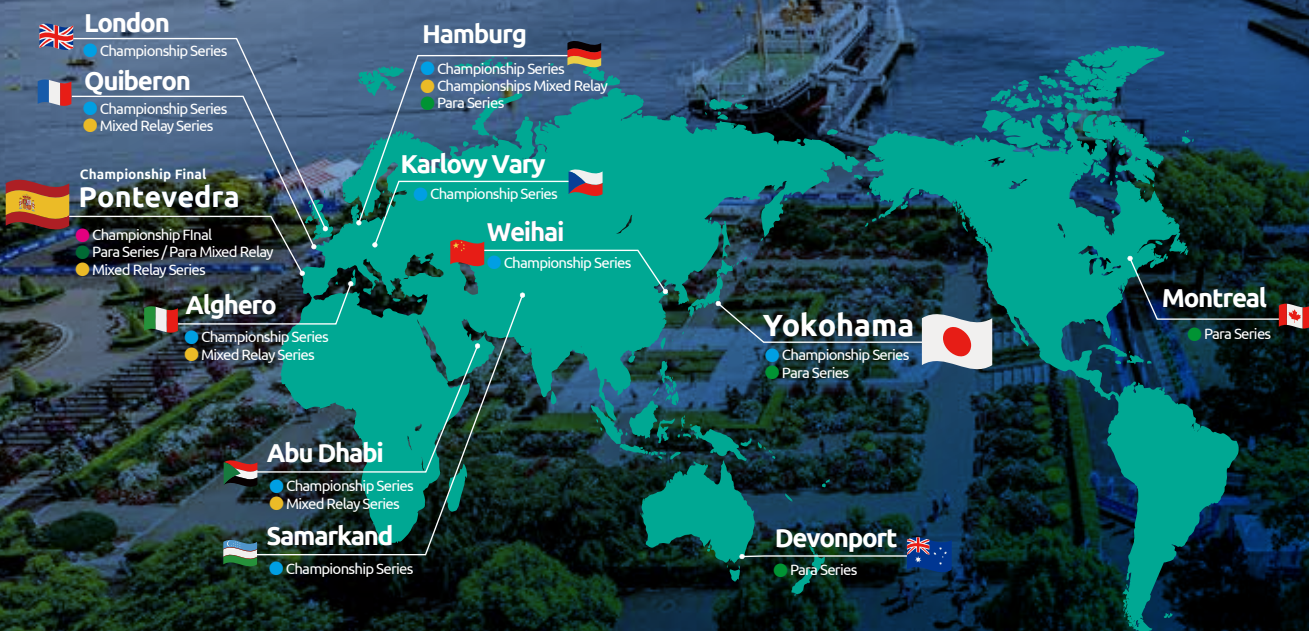 London
Championship Series
Quiberon
Championship Series
Mixed Relay Series
Championship Final
Pontevedra
Championship FInal
Para Series / Para Mixed Relay
Mixed Relay Series
Alghero
Championship Series
Mixed Relay Series
Abu Dhabi
Championship Series
Mixed Relay Series
Samarkand
Championship Series
Hamburg
Championship Series
Championships Mixed Relay
Para Series
Karlovy Vary
Championship Series
Weihai
Championship Series
Yokohama
Championship Series
Para Series
Devonport
Para Series
Montreal
Para Series